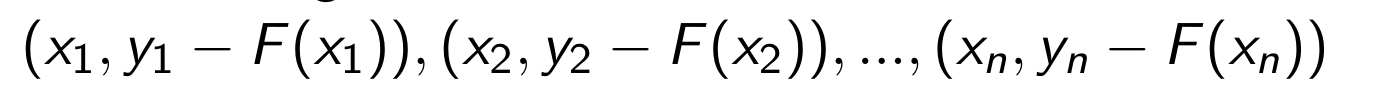 (x₁, y₁ − F(x₁)), (x₂, y₂ − F(x₂)), ..., (xₙ, yₙ − F(xₙ))